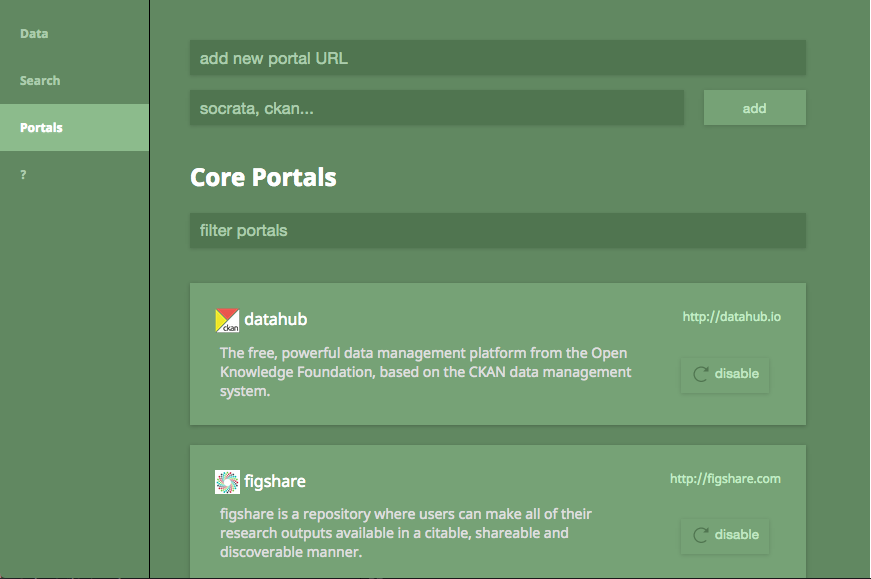 Data
Search
Portals
?
add new portal URL
socrata, ckan...
add
Core Portals
filter portals
ckan
datahub
http://datahub.io
The free, powerful data management platform from the Open
Knowledge Foundation, based on the CKAN data management
system.
disable
figshare
http://figshare.com
figshare is a repository where users can make all of their
research outputs available in a citable, shareable and
discoverable manner.
disable